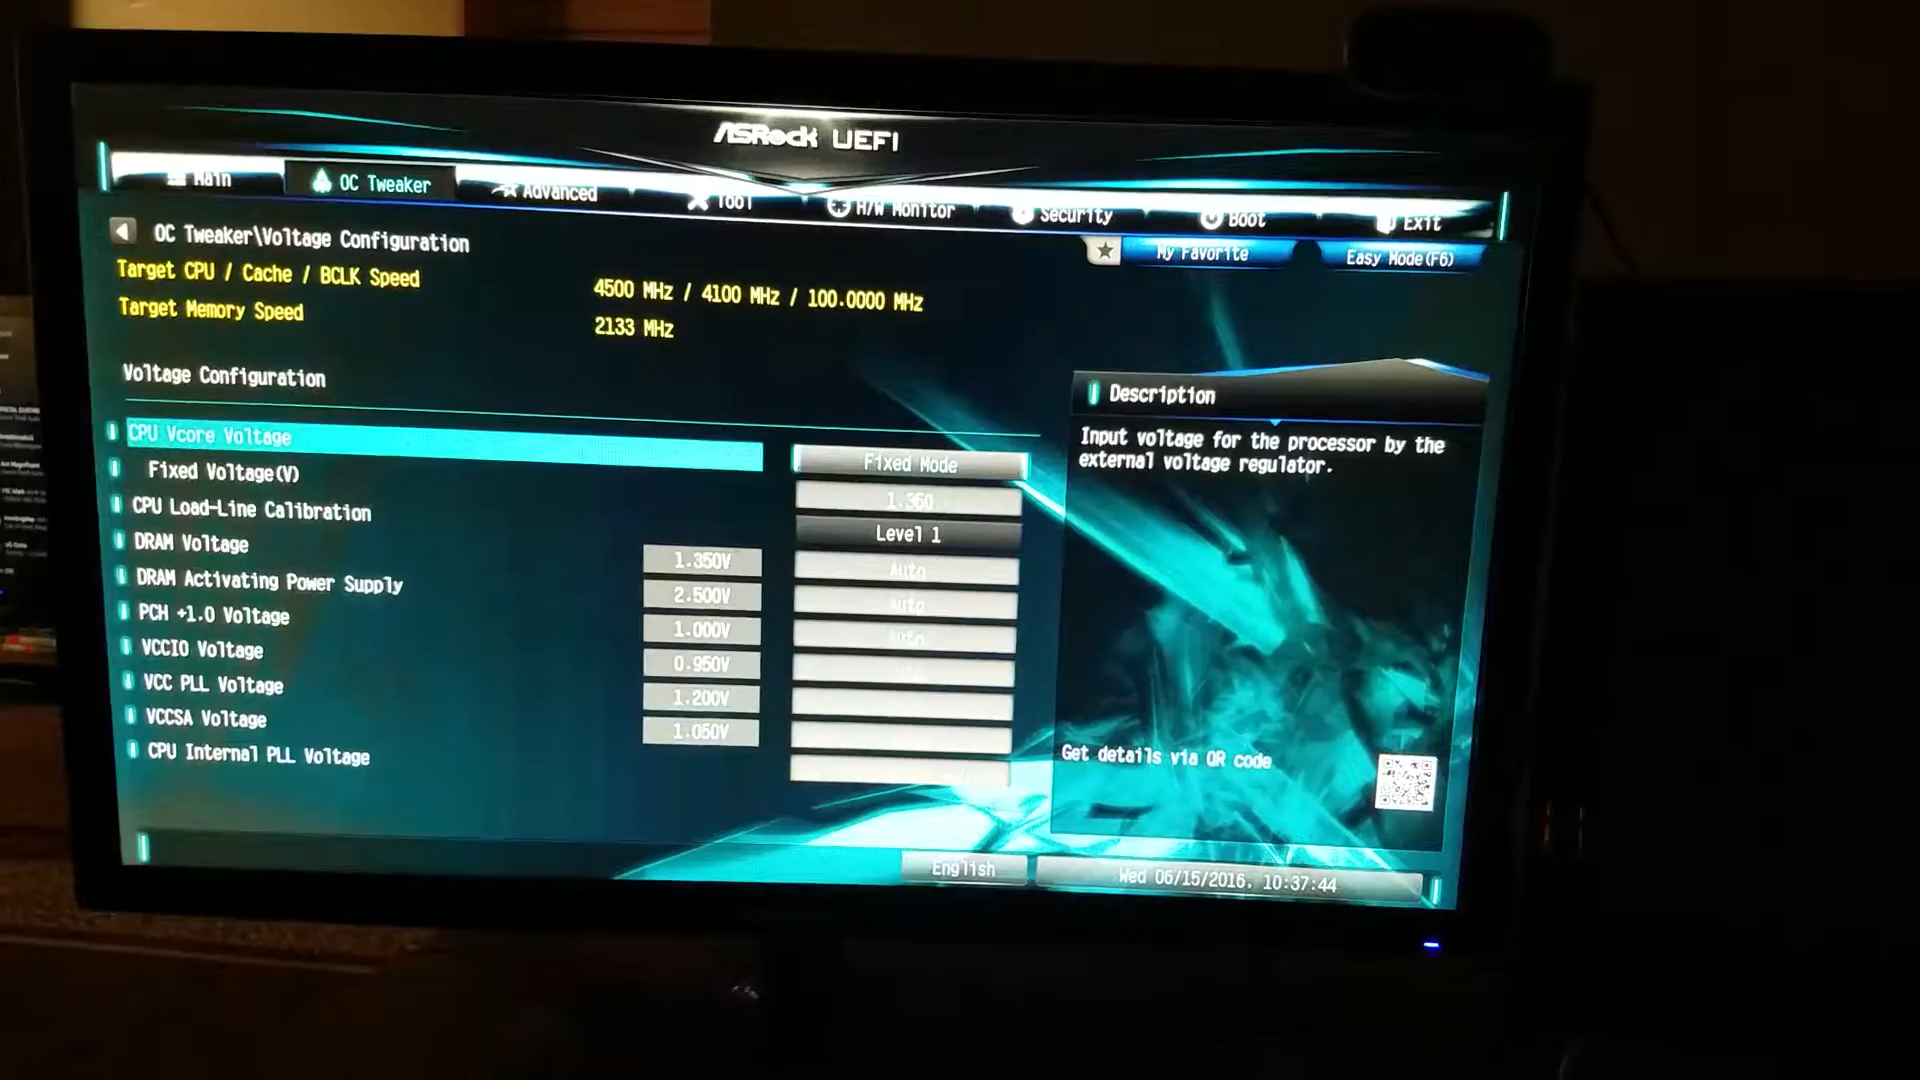 ASRock UEFI
Main
OC Tweaker
Advanced
Tool
H/W Monitor
Security
Boot
Exit
OC Tweaker\Voltage Configuration
My Favorite
Easy Mode(F6)
Target CPU / Cache / BCLK Speed
4500 MHz / 4100 MHz / 100.0000 MHz
Target Memory Speed
2133 MHz
Voltage Configuration
CPU Vcore Voltage
Fixed Mode
Fixed Voltage(V)
1.360
CPU Load-Line Calibration
Level 1
DRAM Voltage
1.350V
Auto
DRAM Activating Power Supply
2.500V
Auto
PCH +1.0 Voltage
1.000V
Auto
VCCIO Voltage
0.950V
VCC PLL Voltage
1.200V
VCCSA Voltage
1.050V
CPU Internal PLL Voltage
Description
Input voltage for the processor by the
external voltage regulator.
Get details via QR code
English
Wed 06/15/2016, 10:37:44